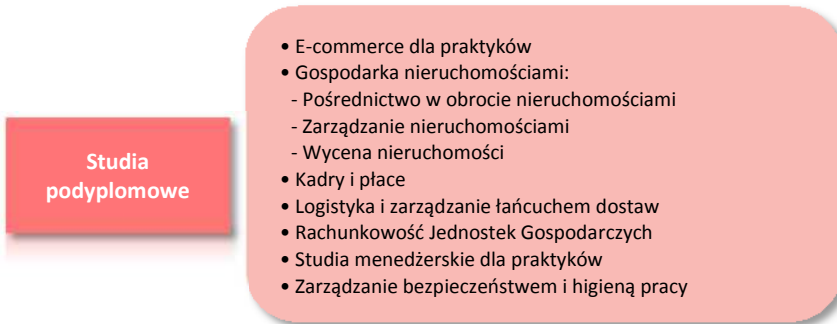 Studia
podyplomowe
• E-commerce dla praktyków
• Gospodarka nieruchomościami:
- Pośrednictwo w obrocie nieruchomościami
- Zarządzanie nieruchomościami
- Wycena nieruchomości
• Kadry i płace
• Logistyka i zarządzanie łańcuchem dostaw
• Rachunkowość Jednostek Gospodarczych
• Studia menedżerskie dla praktyków
• Zarządzanie bezpieczeństwem i higieną pracy